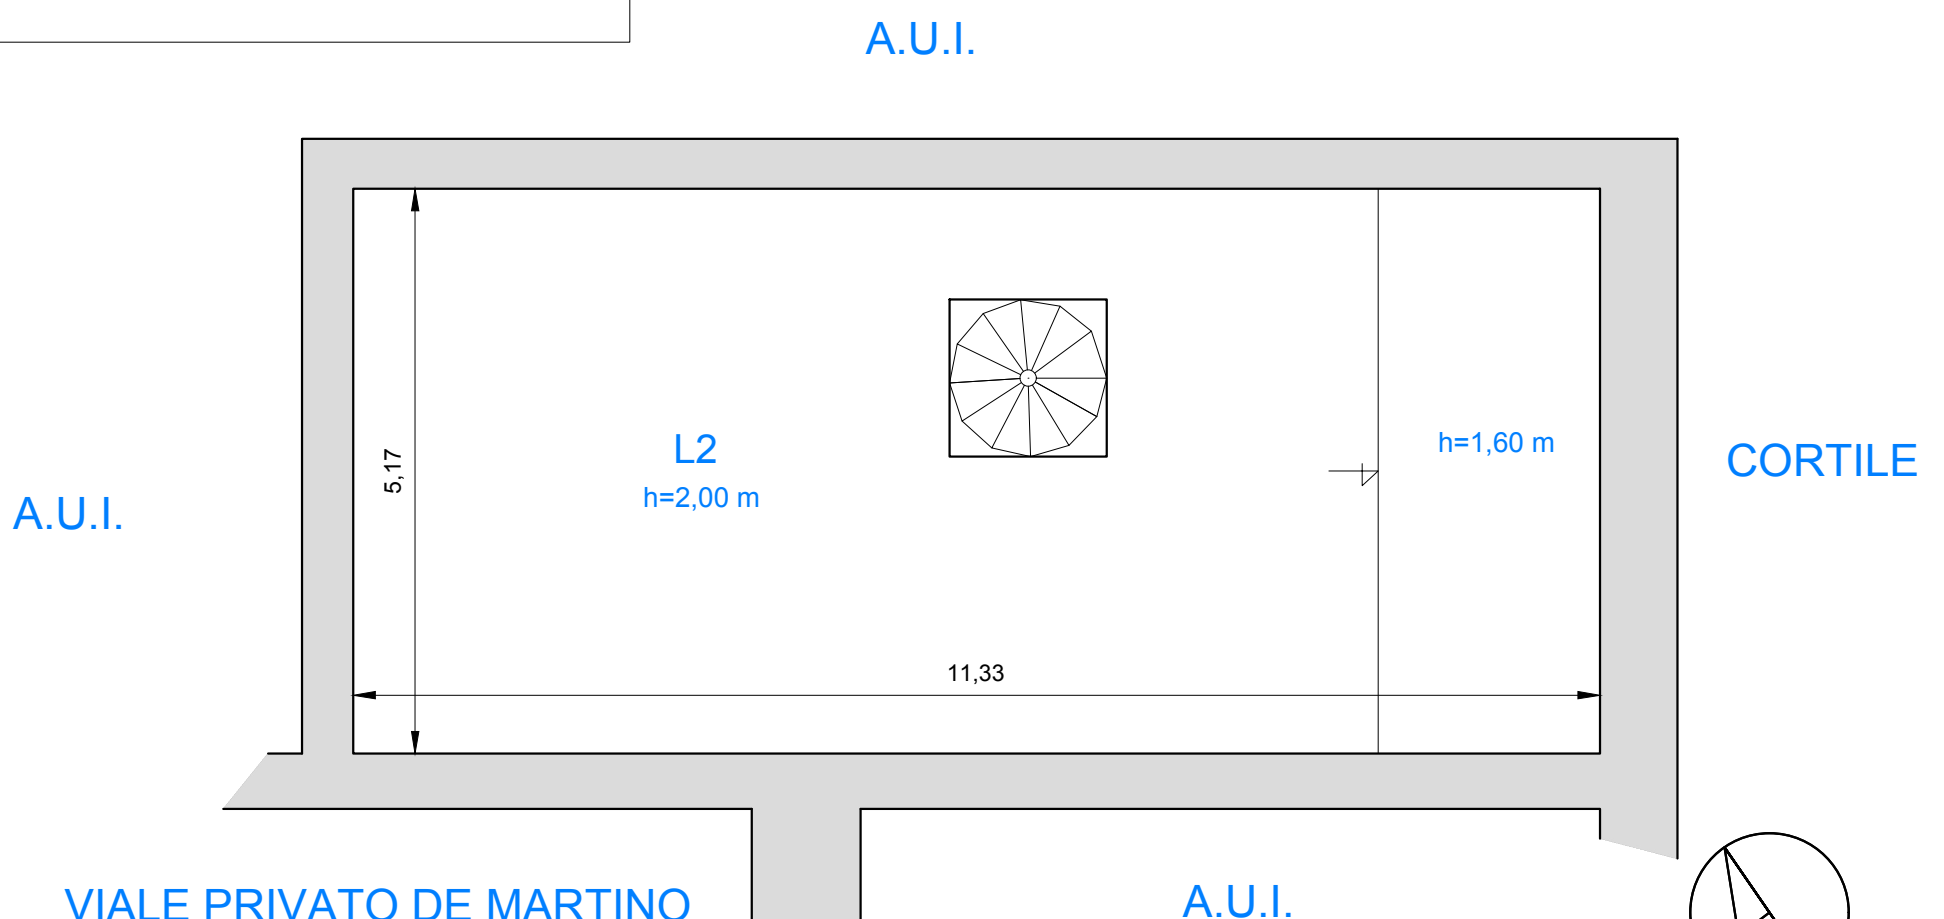 A.U.I.
5,17
L2
h=2,00 m
h=1,60 m
CORTILE
A.U.I.
11,33
VIALE PRIVATO DE MARTINO
A.U.I.